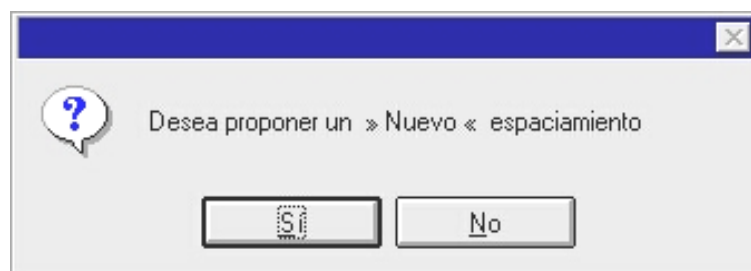 Desea proponer un » Nuevo « espaciamiento
Sí No